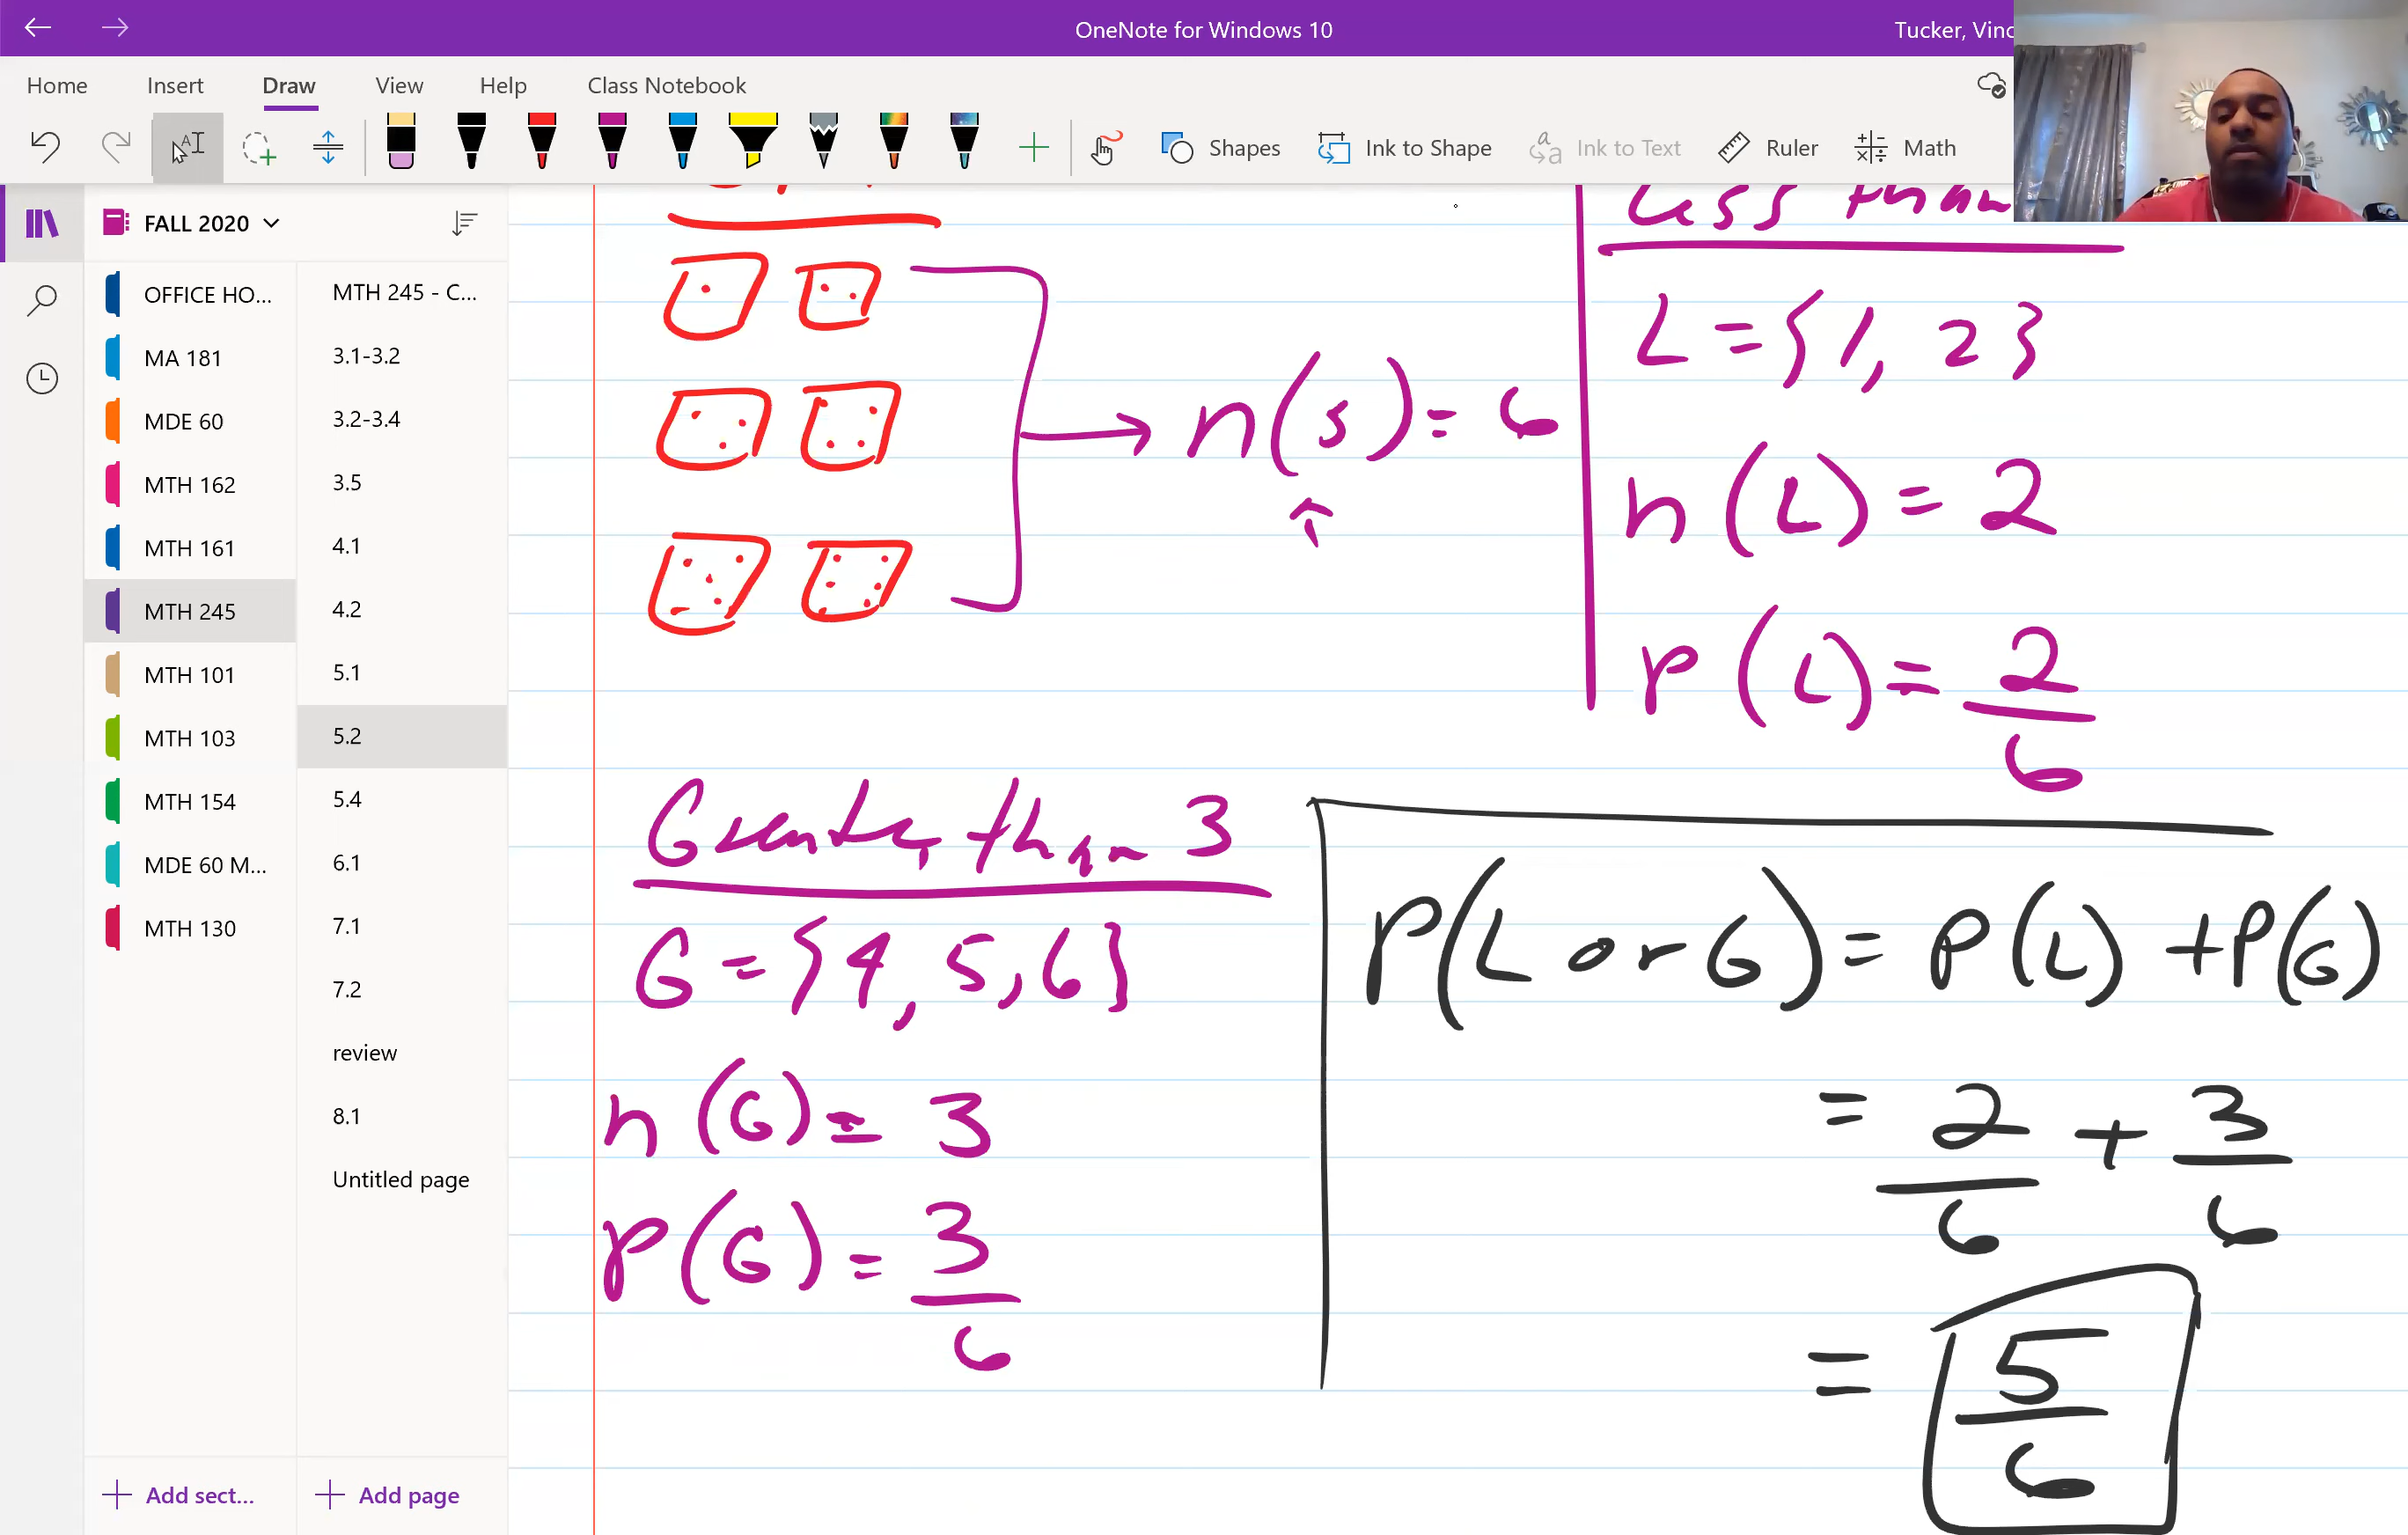 OneNote for Windows 10
Tucker, Vinc
Home Insert Draw View Help Class Notebook
Shapes Ink to Shape Ink to Text Ruler Math
FALL 2020
OFFICE HO...
MA 181
MDE 60
MTH 162
MTH 161
MTH 245
MTH 101
MTH 103
MTH 154
MDE 60 M...
MTH 130
Add sect...
MTH 245 - C...
3.1-3.2
3.2-3.4
3.5
4.1
4.2
5.1
5.2
5.4
6.1
7.1
7.2
review
8.1
Untitled page
Add page
n(s) = 6
Less than
L = {1, 2}
n(L) = 2
P(L) = 2/6
Greater than 3
G = {4, 5, 6}
n(G) = 3
P(G) = 3/6
P(L or G) = P(L) + P(G)
= 2/6 + 3/6
= 5/6